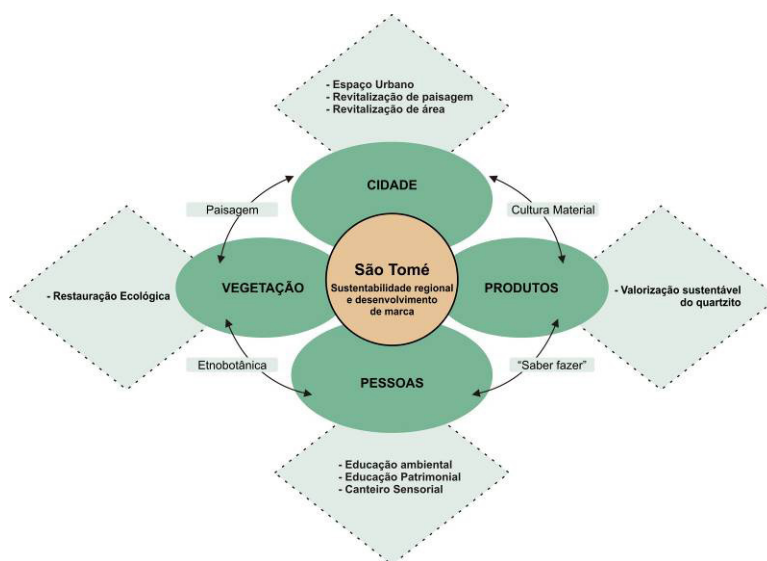 - Espaço Urbano
- Revitalização de paisagem
- Revitalização de área
CIDADE
Paisagem
Cultura Material
São Tomé
Sustentabilidade regional
e desenvolvimento
de marca
VEGETAÇÃO
PRODUTOS
- Restauração Ecológica
- Valorização sustentável
do quartzito
Etnobotânica
"Saber fazer"
PESSOAS
- Educação ambiental
- Educação Patrimonial
- Canteiro Sensorial